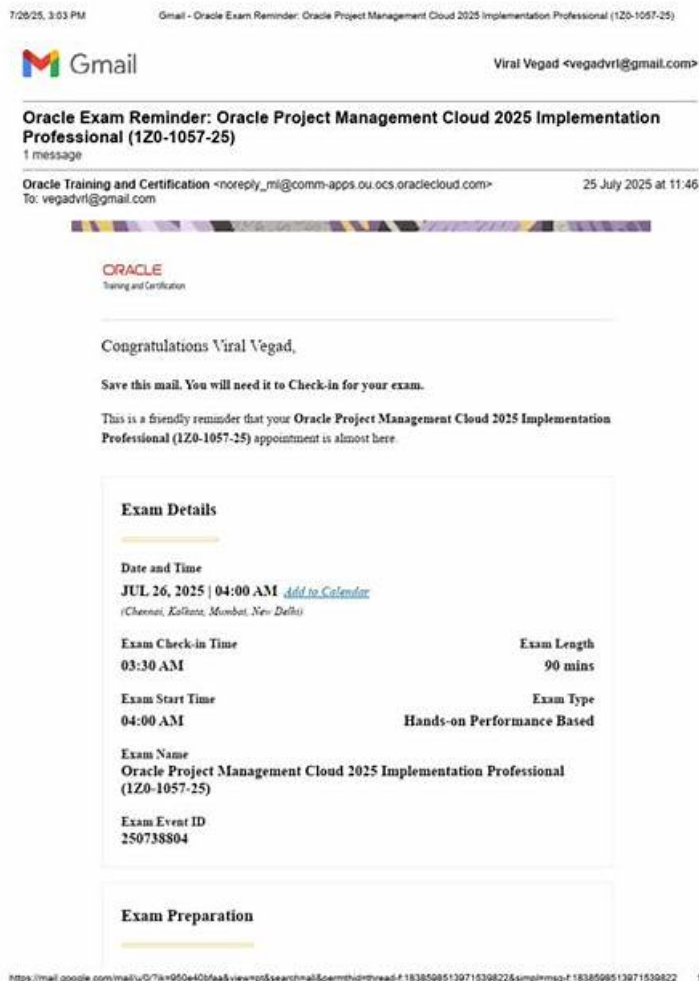 7/26/25, 3:03 PM Gmail - Oracle Exam Reminder: Oracle Project Management Cloud 2025 Implementation Professional (1Z0-1057-25)
Gmail Viral Vegad <vegadvrl@gmail.com>
Oracle Exam Reminder: Oracle Project Management Cloud 2025 Implementation
Professional (1Z0-1057-25)
1 message
Oracle Training and Certification <noreply_ml@comm-apps.ou.ocs.oraclecloud.com> 25 July 2025 at 11:46
To: vegadvrl@gmail.com
ORACLE
Training and Certification
Congratulations Viral Vegad,
Save this mail. You will need it to Check-in for your exam.
This is a friendly reminder that your Oracle Project Management Cloud 2025 Implementation
Professional (1Z0-1057-25) appointment is almost here.
Exam Details
Date and Time
JUL 26, 2025 | 04:00 AM Add to Calendar
(Chennai, Kolkata, Mumbai, New Delhi)
Exam Check-in Time Exam Length
03:30 AM 90 mins
Exam Start Time Exam Type
04:00 AM Hands-on Performance Based
Exam Name
Oracle Project Management Cloud 2025 Implementation Professional
(1Z0-1057-25)
Exam Event ID
250738804
Exam Preparation